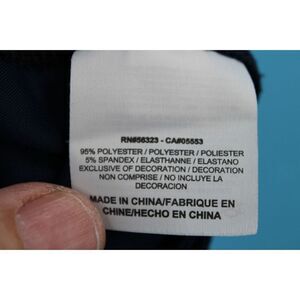 RN#56323 - CA#05553
95% POLYESTER / POLYESTER / POLIESTER
5% SPANDEX / ELASTHANNE / ELASTANO
EXCLUSIVE OF DECORATION / DECORATION
NON COMPRISE / NO INCLUYE LA
DECORACION
MADE IN CHINA/FABRIQUE EN
CHINE/HECHO EN CHINA